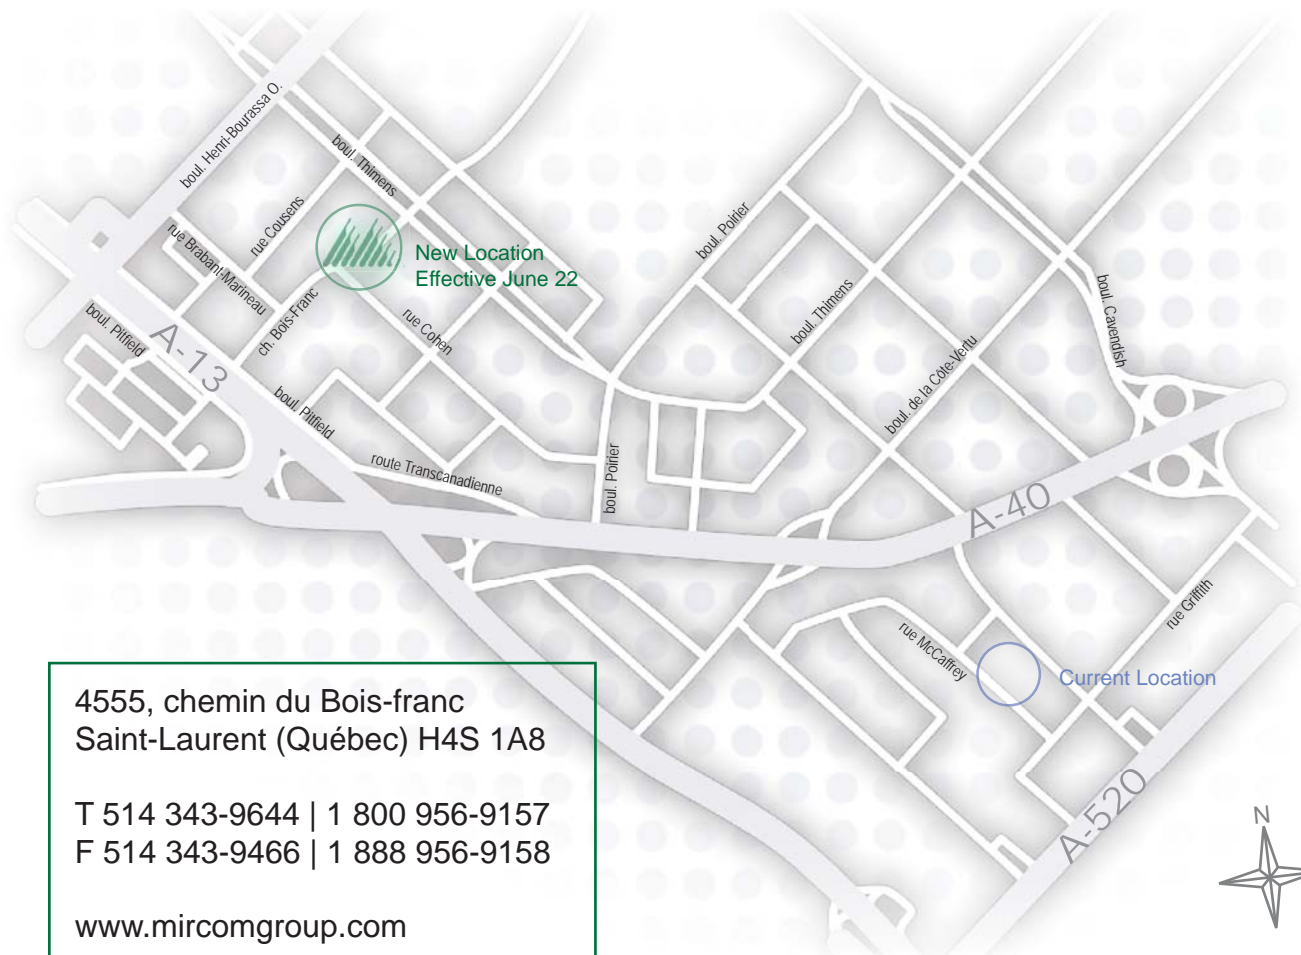 boul. Henri-Bourassa O.
boul. Thimens
rue Cousens
rue Brabant-Marineau
New Location
Effective June 22
ch. Bois-Franc
rue Cohen
boul. Pitfield
A-13
boul. Pitfield
route Transcanadienne
boul. Poirier
boul. Poirier
boul. Thimens
boul. de la Côte-Vertu
boul. Cavendish
A-40
rue Griffith
rue McCaffrey
Current Location
A-520
N
4555, chemin du Bois-franc
Saint-Laurent (Québec) H4S 1A8
T 514 343-9644 | 1 800 956-9157
F 514 343-9466 | 1 888 956-9158
www.mircomgroup.com